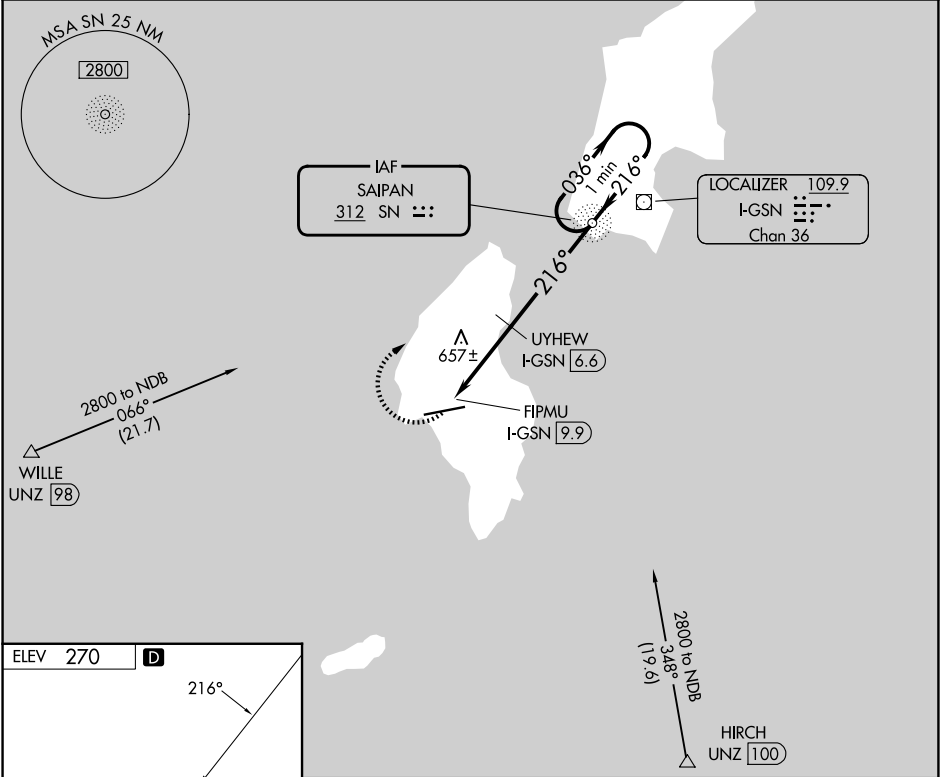 MSA SN 25 NM
2800
IAF
SAIPAN
312 SN
036°
1 min
216°
LOCALIZER 109.9
I-GSN
Chan 36
216°
657±
UYHEW
I-GSN 6.6
FIPMU
I-GSN 9.9
2800 to NDB
066°
(21.7)
WILLE
UNZ 98
2800 to NDB
348°
(19.6)
HIRCH
UNZ 100
ELEV 270 D
216°